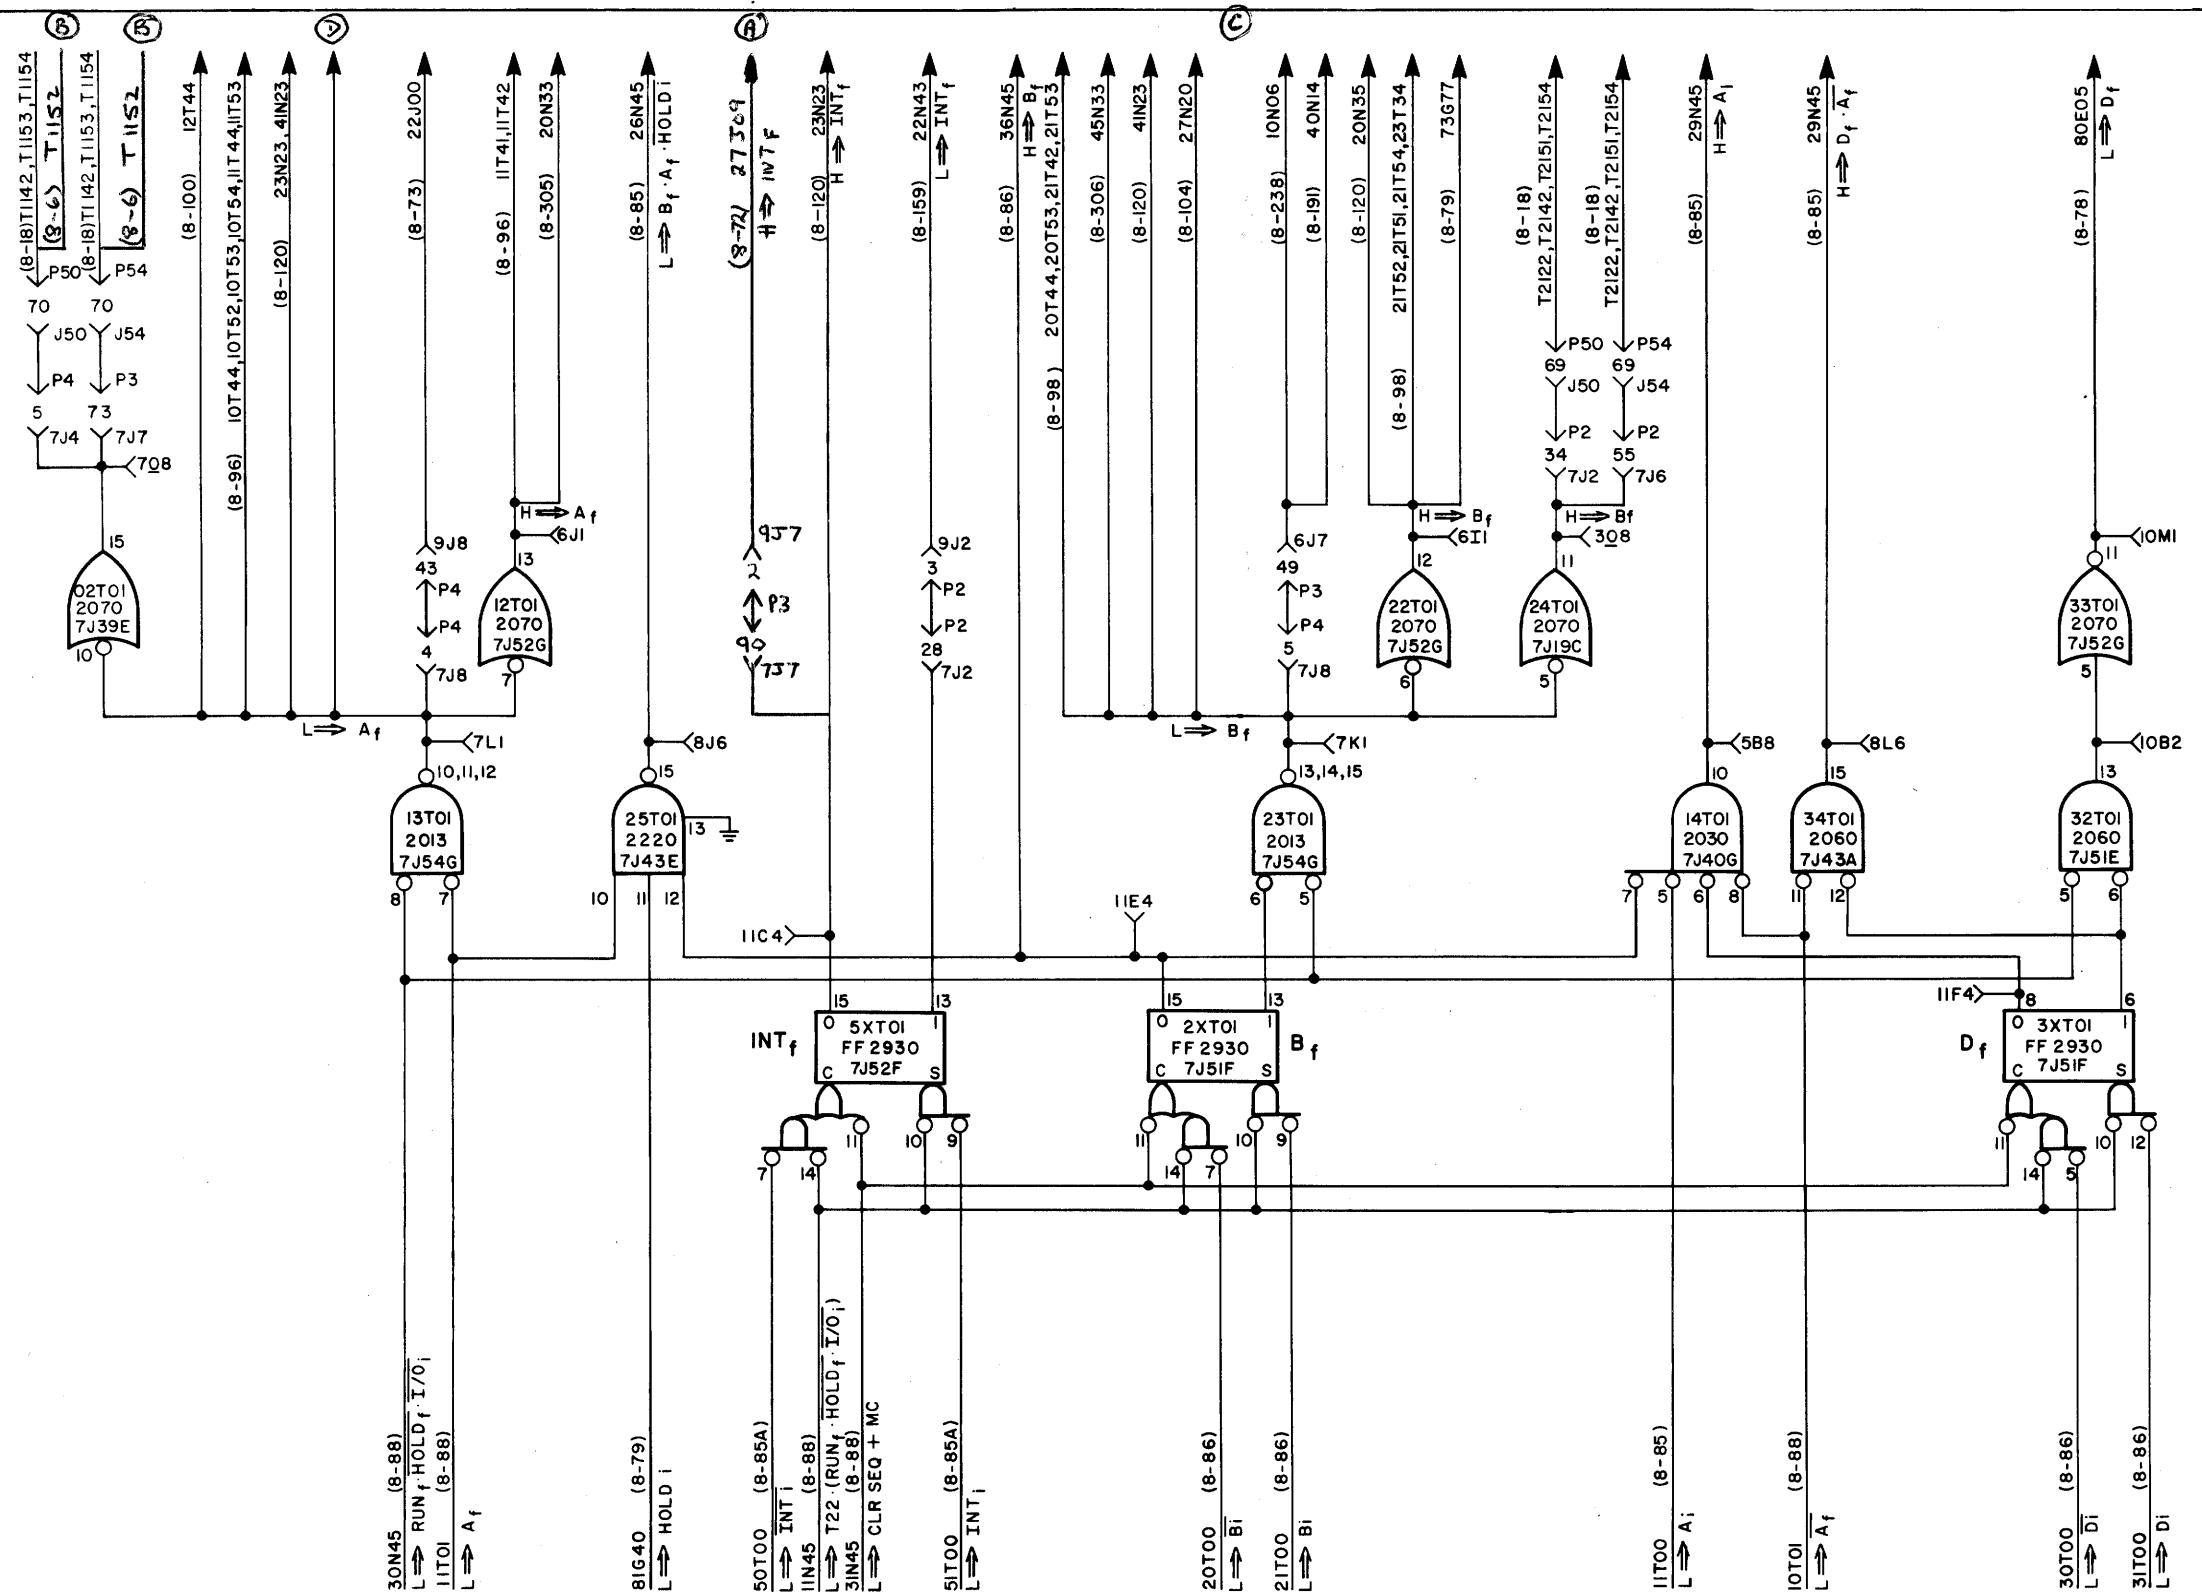 B
B
D
A
C
(8-18)T1142,T1153,T1154
(8-6) T1152
(8-18)T1142,T1153,T1154
(8-6) T1152
(8-100) 12T44
(8-96) 10T44,10T52,10T53,10T54,11T44,11T53
(8-120) 23N23,41N23
(8-73) 22J00
(8-96) 11T41,11T42
(8-305) 20N33
(8-85) 26N45
L⇒ Bf·Af·HOLDi
(8-72) 27J09
H⇒ INTF
(8-120) 23N23
H⇒ INTf
(8-159) 22N43
L⇒ INTf
(8-86) 36N45
H⇒ Bf
(8-98) 20T44,20T53,21T42,21T53
(8-306) 45N33
(8-120) 41N23
(8-104) 27N20
(8-238) 10N06
(8-191) 40N14
(8-120) 20N35
(8-98) 21T52,21T51,21T54,23T34
(8-79) 73G77
(8-18)
T2122,T2142,T2151,T2154
(8-18)
T2122,T2142,T2151,T2154
(8-85) 29N45
H⇒ Ai
(8-85) 29N45
H⇒ Df·Af
(8-78) 80E05
L⇒ Df
P50 P54
70 70
J50 J54
P4 P3
5 73
7J4 7J7
708
P50 P54
69 69
J50 J54
P2 P2
34 55
7J2 7J6
H⇒ Af
6J1
H⇒ Bf
6I1
H⇒ Bf
308
10M1
9J8
43
P4
P4
4
7J8
9J7
2
P3
90
7J7
9J2
3
P2
P2
28
7J2
6J7
49
P3
P4
5
7J8
15
02T01
2070
7J39E
10
13
12T01
2070
7J52G
7
12
22T01
2070
7J52G
6
11
24T01
2070
7J19C
5
11
33T01
2070
7J52G
5
L⇒ Af
L⇒ Bf
7L1
8J6
7K1
5B8
8L6
10B2
10,11,12
13T01
2013
7J54G
8 7
15
25T01
2220
7J43E
13
10 11 12
13,14,15
23T01
2013
7J54G
6 5
10
14T01
2030
7J40G
7 5 6 8
15
34T01
2060
7J43A
11 12
13
32T01
2060
7J51E
5 6
11C4
11E4
11F4
15 13
INTf
0 5XT01 1
FF 2930
7J52F
C S
7 14 11 10 9
15 13
0 2XT01 1
FF 2930
7J51F
C S
Bf
11 14 7 10 9
8 6
Df
0 3XT01 1
FF 2930
7J51F
C S
11 14 5 10 12
30N45 (8-88)
L⇒ RUNf·HOLDf·I/Oi
11T01 (8-88)
L⇒ Af
81G40 (8-79)
L⇒ HOLD i
50T00 (8-85A)
L⇒ INTi
11N45 (8-88)
L⇒ T22·(RUNf·HOLDf·I/Oi)
31N45 (8-88)
L⇒ CLR SEQ + MC
51T00 (8-85A)
L⇒ INTi
20T00 (8-86)
L⇒ Bi
21T00 (8-86)
L⇒ Bi
11T00 (8-85)
L⇒ Ai
10T01 (8-88)
L⇒ Af
30T00 (8-86)
L⇒ Di
31T00 (8-86)
L⇒ Di